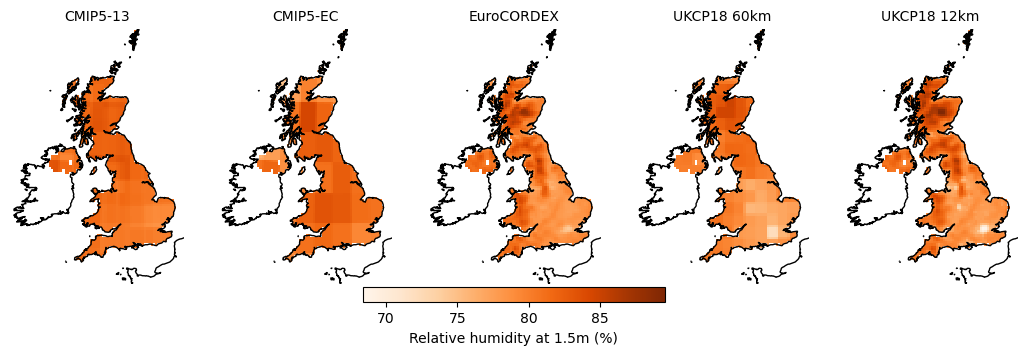 CMIP5-13 CMIP5-EC EuroCORDEX UKCP18 60km UKCP18 12km
70 75 80 85
Relative humidity at 1.5m (%)